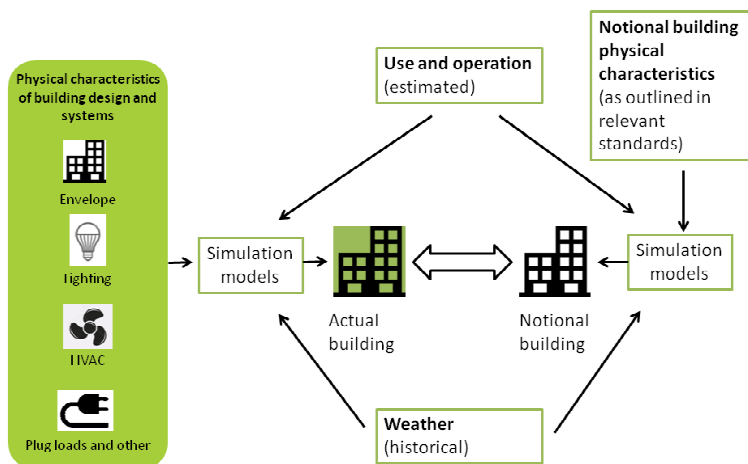 Physical characteristics
of building design and
systems
Envelope
Lighting
HVAC
Plug loads and other
Use and operation
(estimated)
Notional building
physical
characteristics
(as outlined in
relevant
standards)
Simulation
models
Actual
building
Notional
building
Simulation
models
Weather
(historical)